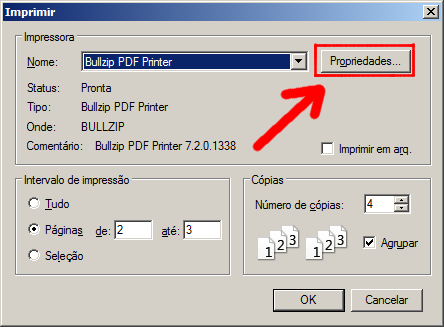 Imprimir
Impressora
Nome: Bullzip PDF Printer Propriedades...
Status: Pronta
Tipo: Bullzip PDF Printer
Onde: BULLZIP
Comentário: Bullzip PDF Printer 7.2.0.1338
Imprimir em arq.
Intervalo de impressão
Tudo
Páginas de: 2 até: 3
Seleção
Cópias
Número de cópias: 4
1 2 3 1 2 3
Agrupar
OK Cancelar